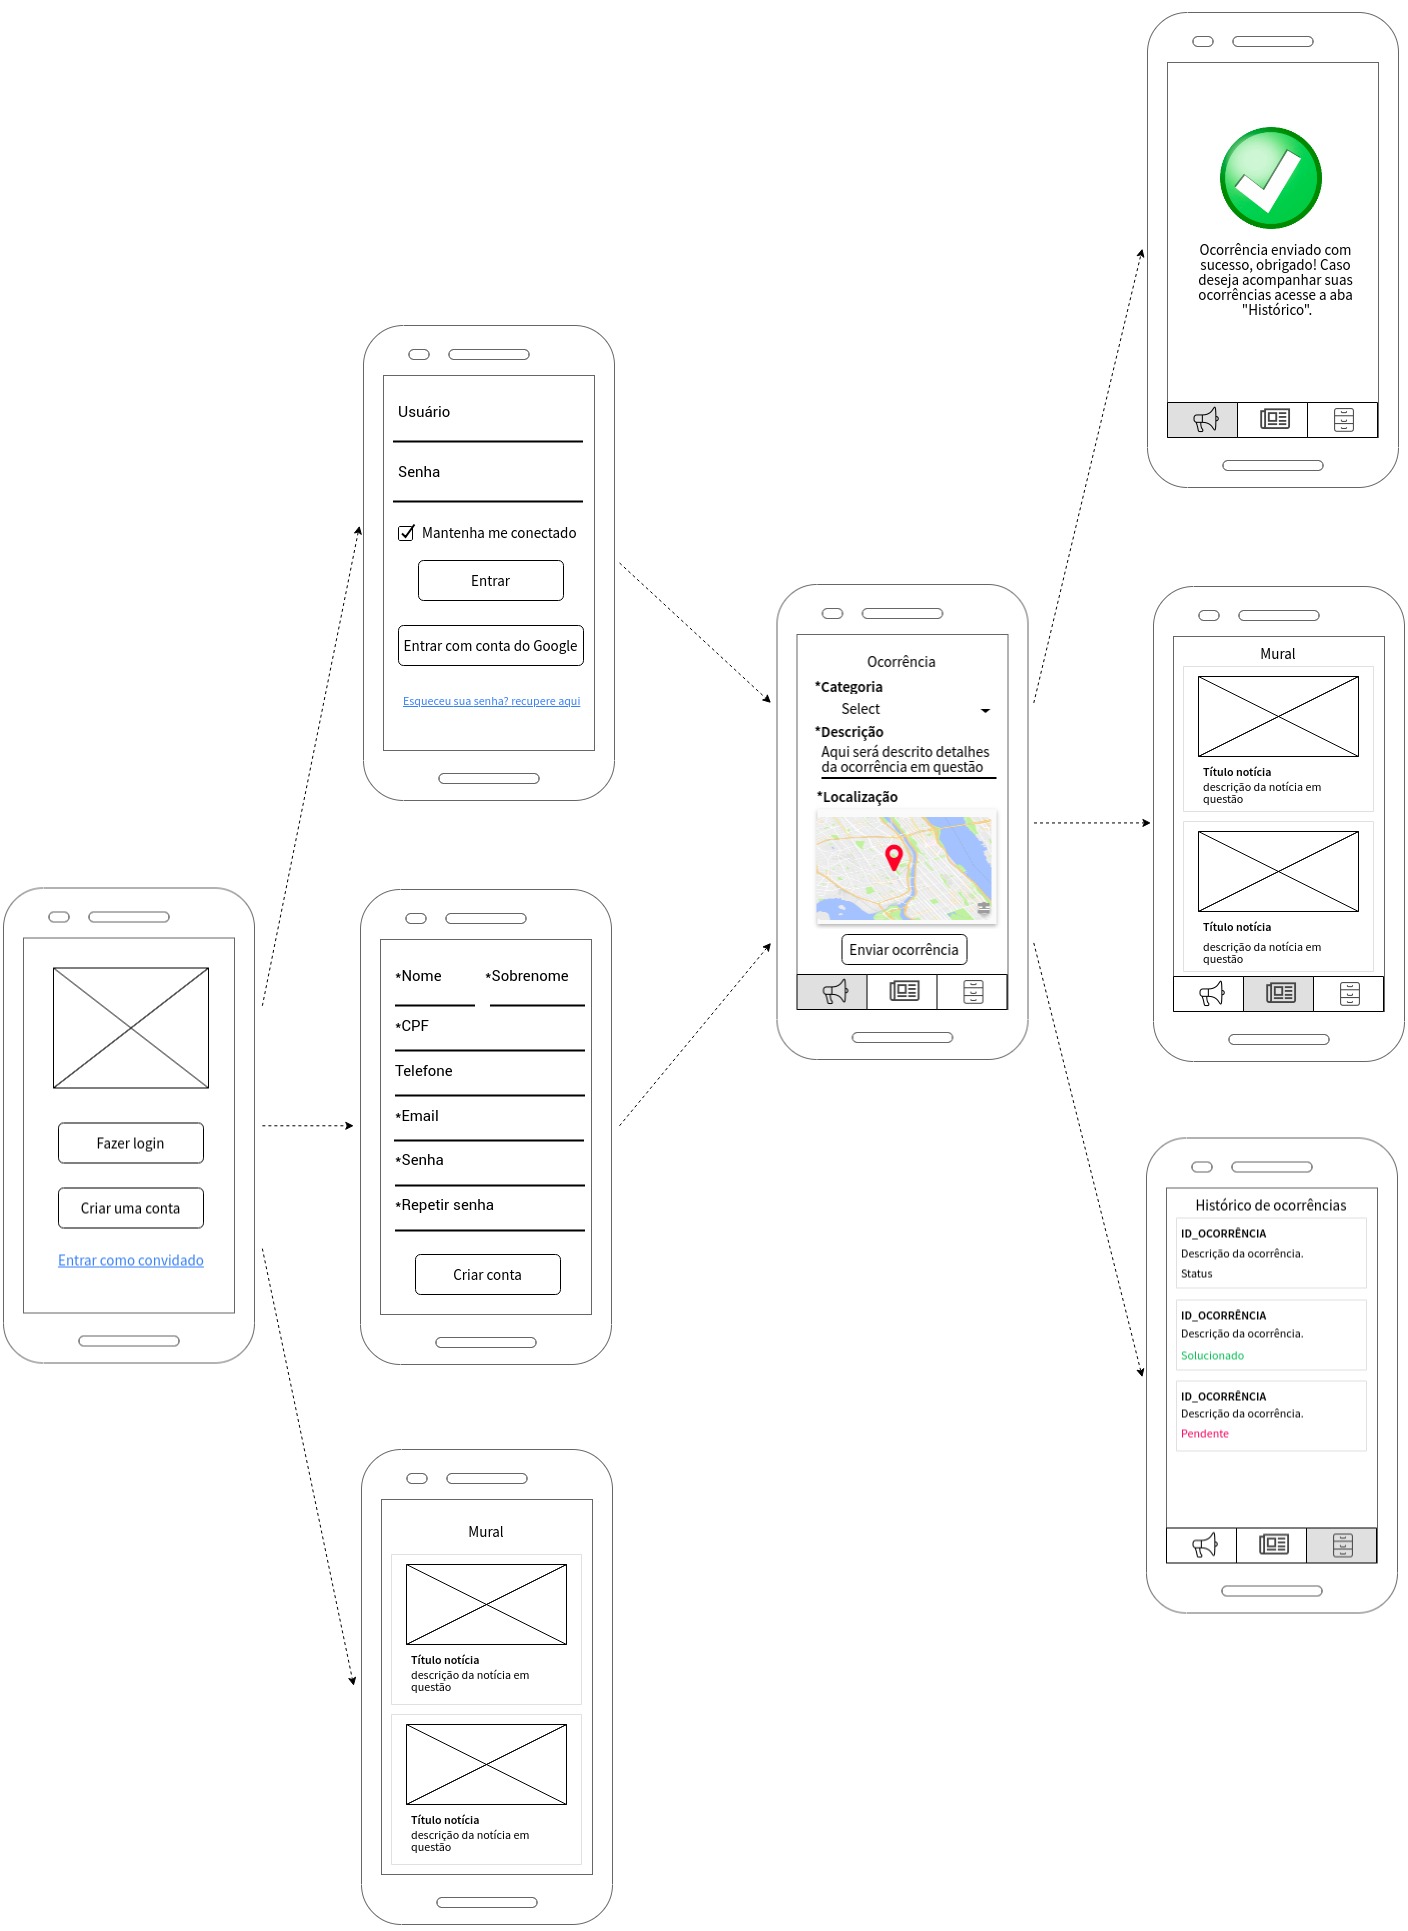 Fazer login
Criar uma conta
Entrar como convidado
Usuário
Senha
Mantenha me conectado
Entrar
Entrar com conta do Google
Esqueceu sua senha? recupere aqui
*Nome *Sobrenome
*CPF
Telefone
*Email
*Senha
*Repetir senha
Criar conta
Mural
Título notícia
descrição da notícia em
questão
Título notícia
descrição da notícia em
questão
Ocorrência
*Categoria
Select
*Descrição
Aqui será descrito detalhes
da ocorrência em questão
*Localização
Enviar ocorrência
Ocorrência enviado com
sucesso, obrigado! Caso
deseja acompanhar suas
ocorrências acesse a aba
"Histórico".
Mural
Título notícia
descrição da notícia em
questão
Título notícia
descrição da notícia em
questão
Histórico de ocorrências
ID_OCORRÊNCIA
Descrição da ocorrência.
Status
ID_OCORRÊNCIA
Descrição da ocorrência.
Solucionado
ID_OCORRÊNCIA
Descrição da ocorrência.
Pendente